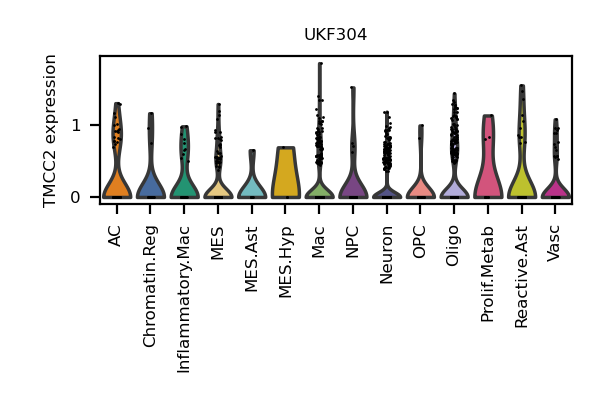 UKF304
TMCC2 expression
1
0
AC
Chromatin.Reg
Inflammatory.Mac
MES
MES.Ast
MES.Hyp
Mac
NPC
Neuron
OPC
Oligo
Prolif.Metab
Reactive.Ast
Vasc